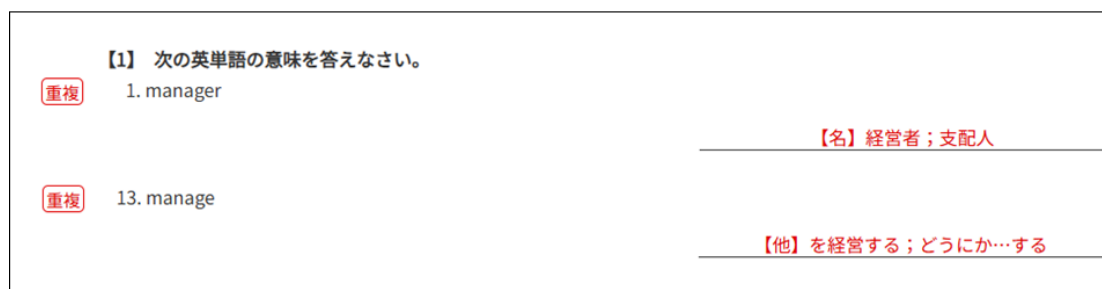 【1】 次の英単語の意味を答えなさい。
重複 1. manager
【名】経営者；支配人
重複 13. manage
【他】を経営する；どうにか…する